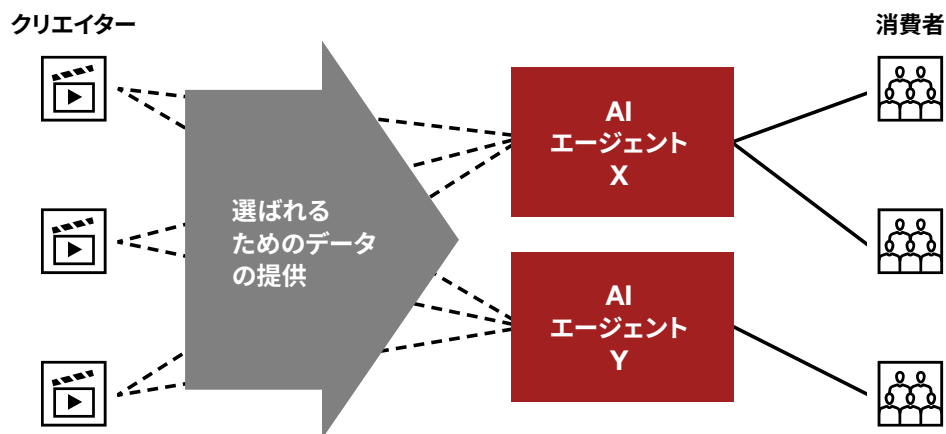 クリエイター
消費者
選ばれる
ためのデータ
の提供
AI
エージェント
X
AI
エージェント
Y